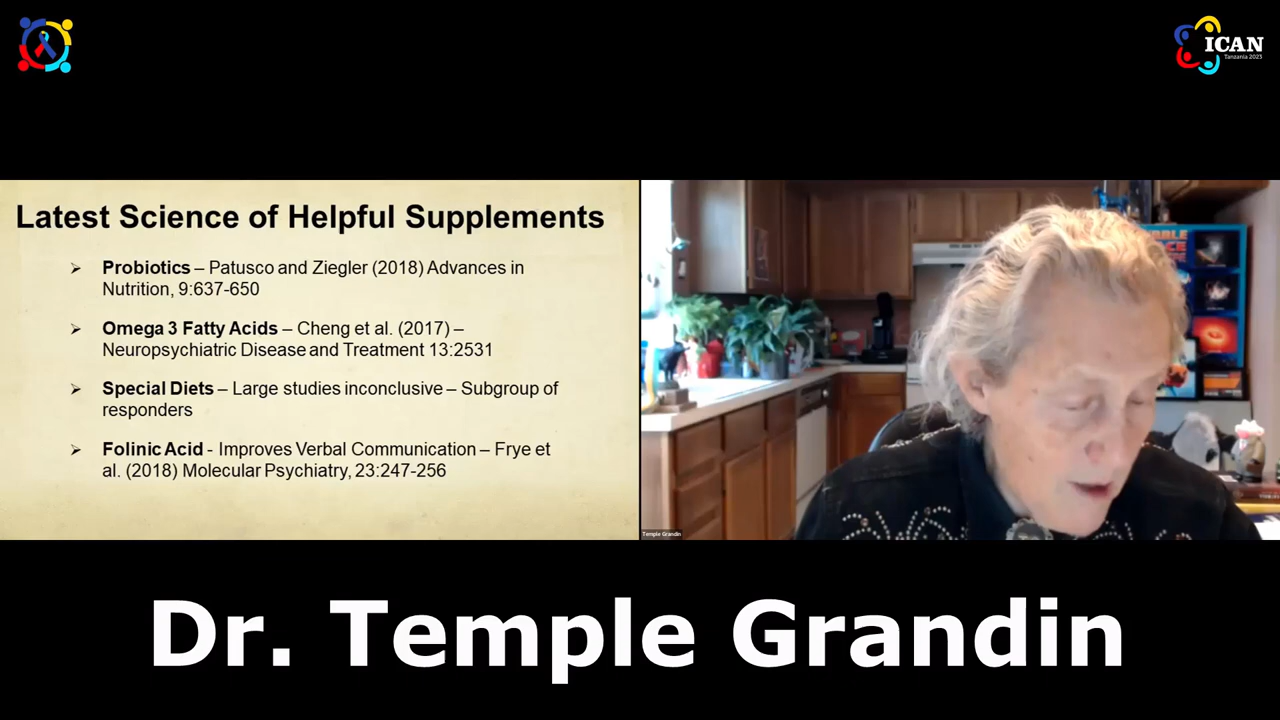 ICAN
Tanzania 2023
Latest Science of Helpful Supplements
➢ Probiotics – Patusco and Ziegler (2018) Advances in
Nutrition, 9:637-650
➢ Omega 3 Fatty Acids – Cheng et al. (2017) –
Neuropsychiatric Disease and Treatment 13:2531
➢ Special Diets – Large studies inconclusive – Subgroup of
responders
➢ Folinic Acid - Improves Verbal Communication – Frye et
al. (2018) Molecular Psychiatry, 23:247-256
Temple Grandin
Dr. Temple Grandin